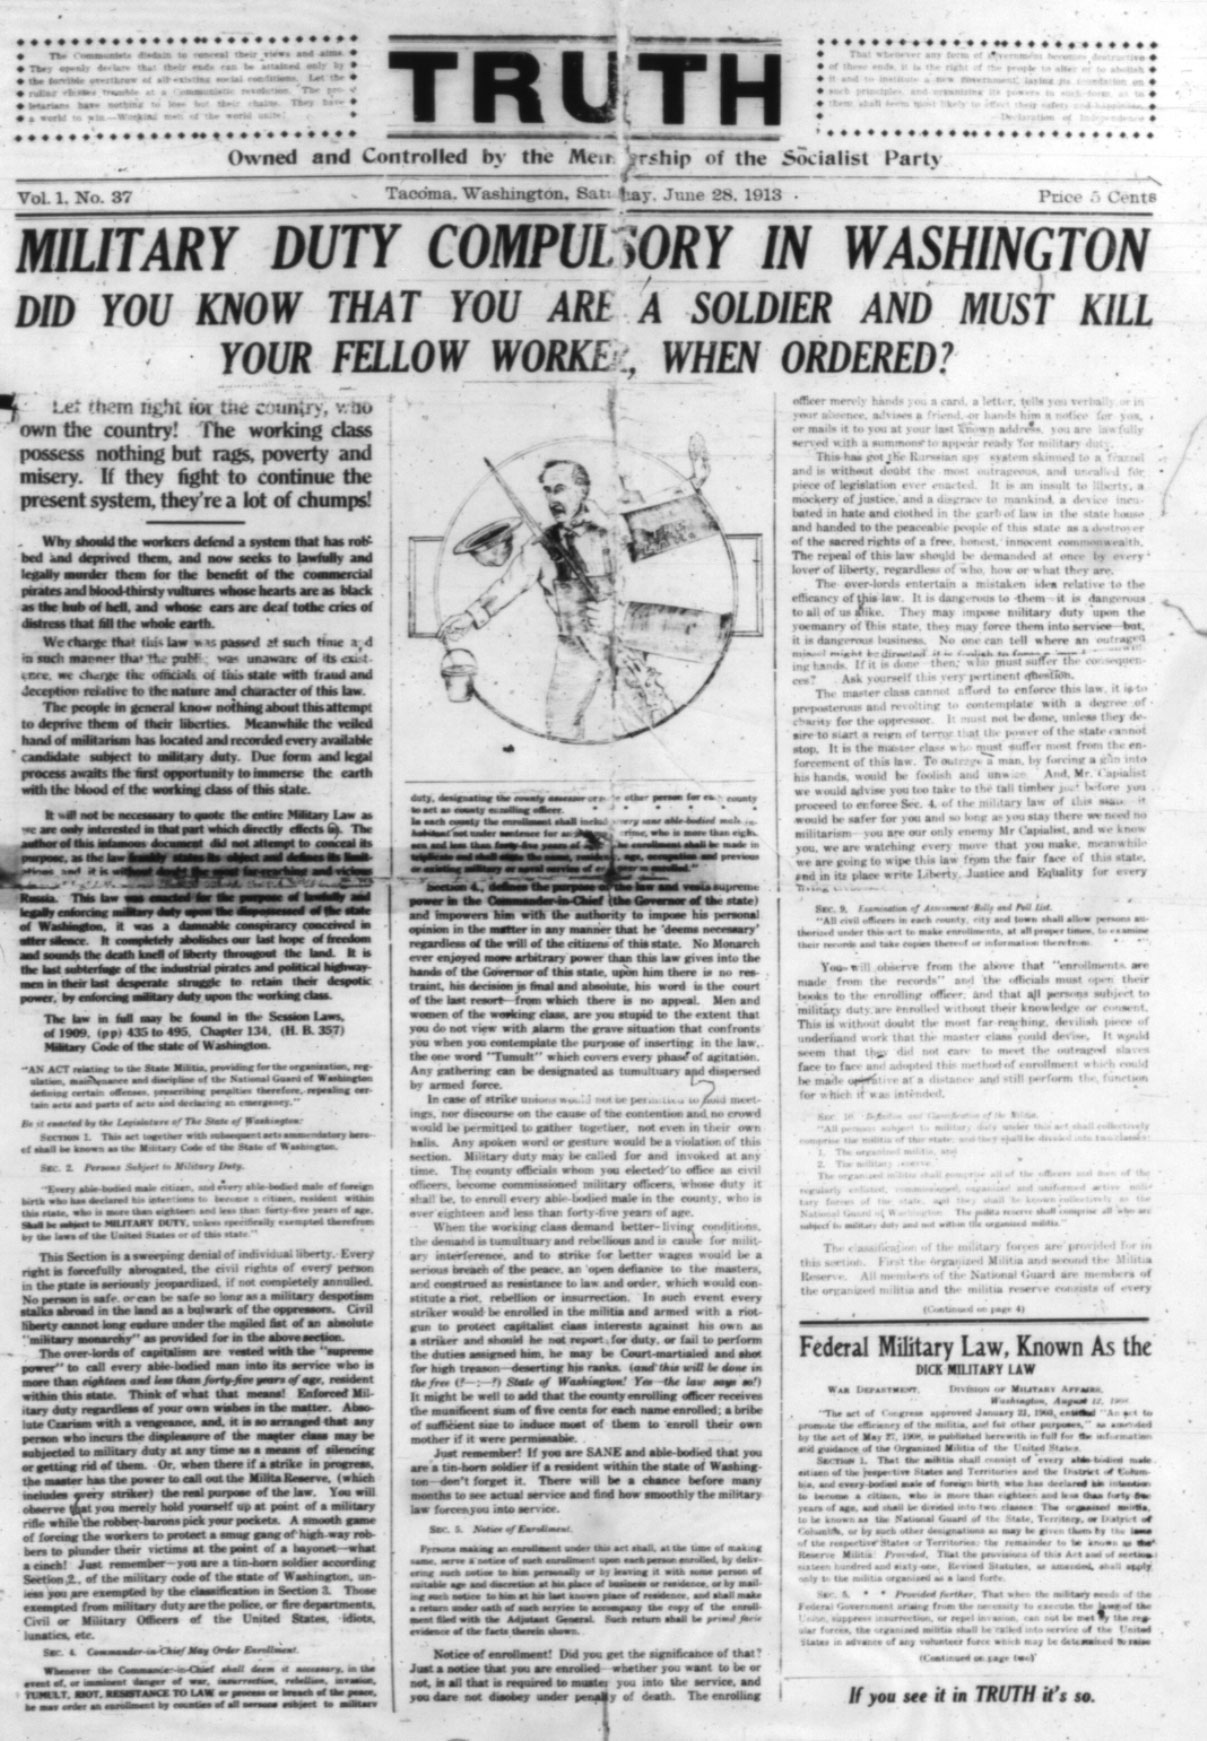 The Communists disdain to conceal their views and aims.
They openly declare that their ends can be attained only by
the forcible overthrow of all existing social conditions. Let the
ruling classes tremble at a Communistic revolution. The pro-
letarians have nothing to lose but their chains. They have
a world to win—Working men of the world unite!
TRUTH
That whenever any form of government becomes destructive
of these ends, it is the right of the people to alter or to abolish
it and to institute a new government, laying its foundation on
such principles, and organizing its powers in such form, as to
them shall seem most likely to effect their safety and happiness.
—Declaration of Independence
Owned and Controlled by the Membership of the Socialist Party
Vol. 1, No. 37
Tacoma, Washington, Saturday, June 28, 1913
Price 5 Cents
MILITARY DUTY COMPULSORY IN WASHINGTON
DID YOU KNOW THAT YOU ARE A SOLDIER AND MUST KILL
YOUR FELLOW WORKER, WHEN ORDERED?
Let them fight for the country, who
own the country! The working class
possess nothing but rags, poverty and
misery. If they fight to continue the
present system, they're a lot of chumps!
Why should the workers defend a system that has rob-
bed and deprived them, and now seeks to lawfully and
legally murder them for the benefit of the commercial
pirates and blood-thirsty vultures whose hearts are as black
as the hub of hell, and whose ears are deaf tothe cries of
distress that fill the whole earth.
We charge that this law was passed at such time and
in such manner that the public was unaware of its exist-
ence, we charge the officials of this state with fraud and
deception relative to the nature and character of this law.
The people in general know nothing about this attempt
to deprive them of their liberties. Meanwhile the veiled
hand of militarism has located and recorded every available
candidate subject to military duty. Due form and legal
process awaits the first opportunity to immerse the earth
with the blood of the working class of this state.
It will not be necessary to quote the entire Military Law as
we are only interested in that part which directly effects us. The
author of this infamous document did not attempt to conceal its
purpose, as the law frankly states its object and defines its limit-
ations, and it is without doubt the most far-reaching and vicious
Russia. This law was enacted for the purpose of lawfully and
legally enforcing military duty upon the dispossessed of the state
of Washington, it was a damnable conspiracy conceived in
utter silence. It completely abolishes our last hope of freedom
and sounds the death knell of liberty througout the land. It is
the last subterfuge of the industrial pirates and political highway-
men in their last desperate struggle to retain their despotic
power, by enforcing military duty upon the working class.
The law in full may be found in the Session Laws,
of 1909, (pp) 435 to 495, Chapter 134, (H. B. 357)
Military Code of the state of Washington.
"AN ACT relating to the State Militia, providing for the organization, reg-
ulation, maintenance and discipline of the National Guard of Washington
defining certain offenses, prescribing penalties therefore, repealing cer-
tain acts and parts of acts and declaring an emergency."
Be it enacted by the Legislature of The State of Washington:
SECTION 1. This act together with subsequent acts ammendatory here-
of shall be known as the Military Code of the State of Washington.
SEC. 2. Persons Subject to Military Duty.
"Every able-bodied male citizen, and every able-bodied male of foreign
birth who has declared his intentions to become a citizen, resident within
this state, who is more than eighteen and less than forty-five years of age,
Shall be subject to MILITARY DUTY, unless specifically exempted therefrom
by the laws of the United States or of this state."
This Section is a sweeping denial of individual liberty. Every
right is forcefully abrogated, the civil rights of every person
in the state is seriously jeopardized, if not completely annulled.
No person is safe, or can be safe so long as a military despotism
stalks abroad in the land as a bulwark of the oppressors. Civil
liberty cannot long endure under the mailed fist of an absolute
"military monarchy" as provided for in the above section.
The over-lords of capitalism are vested with the "supreme
power" to call every able-bodied man into its service who is
more than eighteen and less than forty-five years of age, resident
within this state. Think of what that means! Enforced Mil-
itary duty regardless of your own wishes in the matter. Abso-
lute Czarism with a vengeance, and, it is so arranged that any
person who incurs the displeasure of the master class may be
subjected to military duty at any time as a means of silencing
or getting rid of them. Or, when there if a strike in progress,
the master has the power to call out the Milita Reserve, (which
includes every striker) the real purpose of the law. You will
observe that you merely hold yourself up at point of a military
rifle while the robber-barons pick your pockets. A smooth game
of forcing the workers to protect a smug gang of high-way rob-
bers to plunder their victims at the point of a bayonet—what
a cinch! Just remember—you are a tin-horn soldier according
Section 2, of the military code of the state of Washington, un-
less you are exempted by the classification in Section 3. Those
exempted from military duty are the police, or fire departments,
Civil or Military Officers of the United States, idiots,
lunatics, etc.
SEC. 4. Commander-in-Chief May Order Enrollment.
Whenever the Commander-in-Chief shall deem it necessary, in the
event of, or imminent danger of war, insurrection, rebellion, invasion,
TUMULT, RIOT, RESISTANCE TO LAW or process or breach of the peace,
he may order an enrollment by counties of all persons subject to military
duty, designating the county assessor or some other person for each county
to act as county enrolling officer.
In each county the enrollment shall include every sane able-bodied male in-
habitant not under sentence for any crime, who is more than eigh-
een and less than forty-five years of age. The enrollment shall be made in
triplicate and shall state the name, residence, age, occupation and previous
or existing military or naval service of each person enrolled."
Section 4., defines the purpose of the law and vests supreme
power in the Commander-in-Chief (the Governor of the state)
and impowers him with the authority to impose his personal
opinion in the matter in any manner that he 'deems necessary'
regardless of the will of the citizens of this state. No Monarch
ever enjoyed more arbitrary power than this law gives into the
hands of the Governor of this state, upon him there is no res-
traint, his decision is final and absolute, his word is the court
of the last resort—from which there is no appeal. Men and
women of the working class, are you stupid to the extent that
you do not view with alarm the grave situation that confronts
you when you contemplate the purpose of inserting in the law,
the one word "Tumult" which covers every phase of agitation.
Any gathering can be designated as tumultuary and dispersed
by armed force.
In case of strike unions would not be permitted to hold meet-
ings, nor discourse on the cause of the contention and no crowd
would be permitted to gather together, not even in their own
halls. Any spoken word or gesture would be a violation of this
section. Military duty may be called for and invoked at any
time. The county officials whom you elected to office as civil
officers, become commissioned military officers, whose duty it
shall be, to enroll every able-bodied male in the county, who is
over eighteen and less than forty-five years of age.
When the working class demand better-living conditions,
the demand is tumultuary and rebellious and is cause for milit-
ary interference, and to strike for better wages would be a
serious breach of the peace, an open defiance to the masters,
and construed as resistance to law and order, which would con-
stitute a riot, rebellion or insurrection. In such event every
striker would be enrolled in the militia and armed with a riot-
gun to protect capitalist class interests against his own as
a striker and should he not report for duty, or fail to perform
the duties assigned him, he may be Court-martialed and shot
for high treason—deserting his ranks. (and this will be done in
the free (?—:—?) State of Washington! Yes—the law says so!)
It might be well to add that the county enrolling officer receives
the munificent sum of five cents for each name enrolled; a bribe
of sufficient size to induce most of them to enroll their own
mother if it were permissable.
Just remember! If you are SANE and able-bodied that you
are a tin-horn soldier if a resident within the state of Washing-
ton—don't forget it. There will be a chance before many
months to see actual service and find how smoothly the military
law forces you into service.
SEC. 5. Notice of Enrollment.
Persons making an enrollment under this act shall, at the time of making
same, serve a notice of such enrollment upon each person enrolled, by deliv-
ering such notice to him personally or by leaving it with some person of
suitable age and discretion at his place of business or residence, or by mail-
ing such notice to him at his last known place of residence, and shall make
a return under oath of such service to accompany the copy of the enroll-
ment filed with the Adjutant General. Such return shall be prima facie
evidence of the facts therein shown.
Notice of enrollment! Did you get the significance of that?
Just a notice that you are enrolled—whether you want to be or
not, is all that is required to muster you into the service, and
you dare not disobey under penalty of death. The enrolling
officer merely hands you a card, a letter, tells you verbally or in
your absence, advises a friend, or hands him a notice for you,
or mails it to you at your last known address, you are lawfully
served with a summons to appear ready for military duty.
This has got the Russian spy system skinned to a frazzel
and is without doubt the most outrageous, and uncalled for
piece of legislation ever enacted. It is an insult to liberty, a
mockery of justice, and a disgrace to mankind, a device incu-
bated in hate and clothed in the garb of law in the state house
and handed to the peaceable people of this state as a destroyer
of the sacred rights of a free, honest, innocent commonwealth.
The repeal of this law should be demanded at once by every
lover of liberty, regardless of who, how or what they are.
The over-lords entertain a mistaken idea relative to the
efficancy of this law. It is dangerous to them—it is dangerous
to all of us alike. They may impose military duty upon the
yoemanry of this state, they may force them into service—but,
it is dangerous business. No one can tell where an outraged
mind might be directed, it is foolish to force a
ing hands. If it is done—then; who must suffer the consequen-
ces? Ask yourself this very pertinent question.
The master class cannot afford to enforce this law, it is to
preposterous and revolting to contemplate with a degree of
charity for the oppressor. It must not be done, unless they de-
sire to start a reign of terror that the power of the state cannot
stop. It is the master class who must suffer most from the en-
forcement of this law. To outrage a man, by forcing a gun into
his hands, would be foolish and unwise. And, Mr. Capialist
we would advise you too take to the fall timber just before you
proceed to enforce Sec. 4, of the military law of this state it
would be safer for you and so long as you stay there we need no
militarism—you are our only enemy Mr Capialist, and we know
you, we are watching every move that you make, meanwhile
we are going to wipe this law from the fair face of this state,
and in its place write Liberty, Justice and Equality for every
living
SEC. 9. Examination of Assessment Rolls and Poll List.
"All civil officers in each county, city and town shall allow persons au-
thorized under this act to make enrollments, at all proper times, to examine
their records and take copies thereof or information therefrom.
You will observe from the above that "enrollments are
made from the records" and the officials must open their
books to the enrolling officer, and that all persons subject to
military duty, are enrolled without their knowledge or consent.
This is without doubt the most far-reaching, devilish piece of
underhand work that the master class could devise. It would
seem that they did not care to meet the outraged slaves
face to face and adopted this method of enrollment which could
be made operative at a distance and still perform the function
for which it was intended.
SEC. 10. Definition and Classification of the Militia.
"All persons subject to military duty under this act shall collectively
comprise the militia of this state, and they shall be divided into two classes:
1. The organized militia, and
2. The military reserve.
The organized militia shall comprise all of the officers and men of the
regularly enlisted, commissioned, organized and uniformed active mili-
tary forces of the state, and they shall be known collectively as the
National Guard of Washington. The milita reserve shall comprise all who are
subject to military duty and not within the organized militia."
The classification of the military forces are provided for in
this section. First the organized Militia and second the Militia
Reserve. All members of the National Guard are members of
the organized militia and the militia reserve consists of every
(Continued on page 4)
Federal Military Law, Known As the
DICK MILITARY LAW
WAR DEPARTMENT, DIVISION OF MILITARY AFFAIRS,
Washington, August 12, 1908.
"The act of Congress approved January 21, 1903, entitled "An act to
promote the efficiency of the militia, and for other purposes," as amended
by the act of May 27, 1908, is published herewith in full for the information
and guidance of the Organized Militia of the United States.
SECTION 1. That the militia shall consist of every able-bodied male
citizen of the respective States and Territories and the District of Colum-
bia, and every able-bodied male of foreign birth who has declared his intention
to become a citizen, who is more than eighteen and less than forty-five
years of age, and shall be divided into two classes: The organized militia,
to be known as the National Guard of the State, Territory, or District of
Columbia, or by such other designations as may be given them by the laws
of the respective States or Territories; the remainder to be known as the
Reserve Militia: Provided, That the provisions of this Act and of section
sixteen hundred and sixty-one, Revised Statutes, as amended, shall apply
only to the militia organized as a land force.
SEC. 5. * * Provided further, That when the military needs of the
Federal Government arising from the necessity to execute the laws of the
Union, suppress insurrection, or repel invasion, can not be met by the reg-
ular forces, the organized militia shall be called into service of the United
States in advance of any volunteer force which may be determined to raise
(Continued on page two)
If you see it in TRUTH it's so.